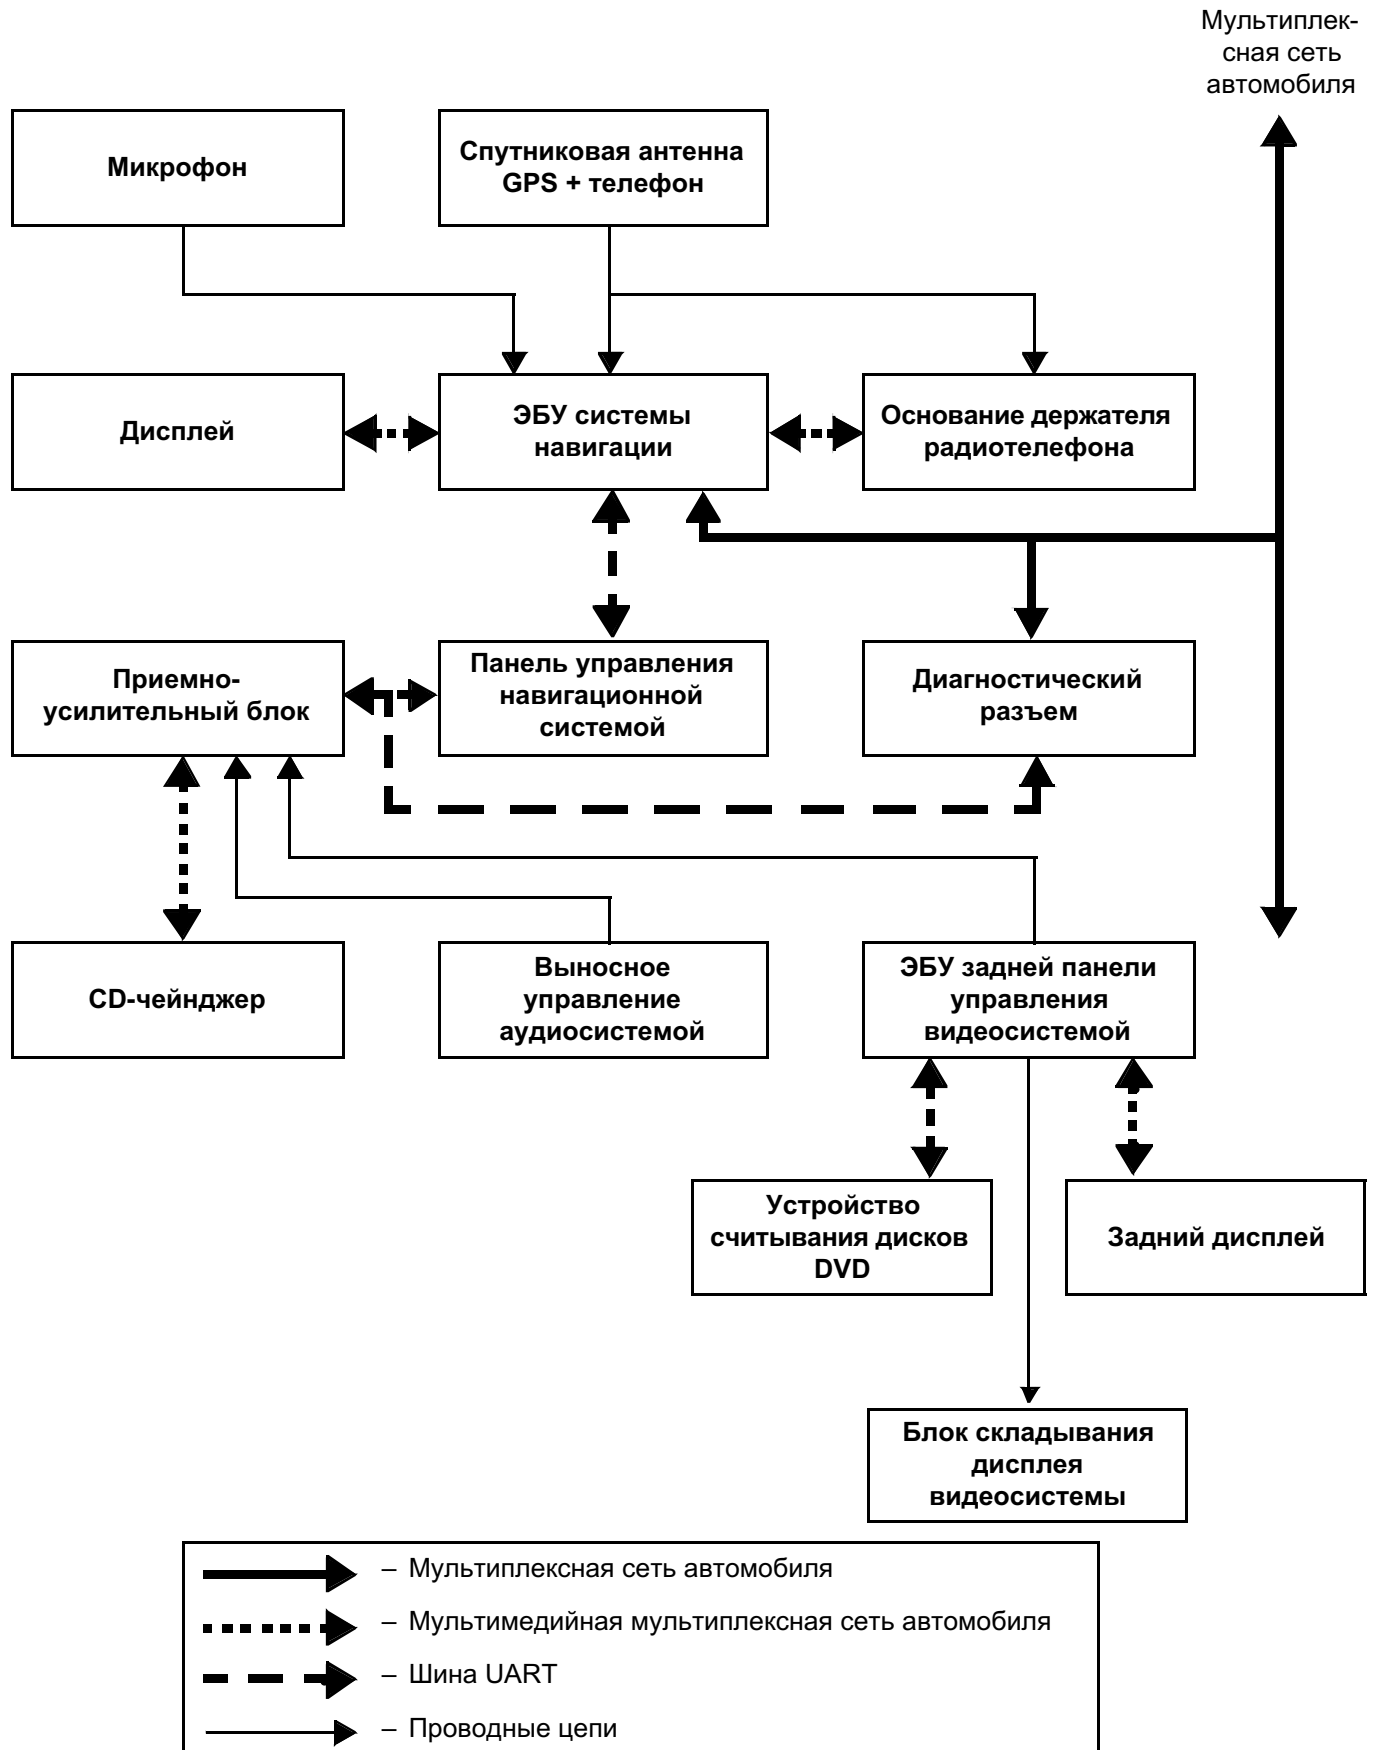 Мультиплек-
сная сеть
автомобиля
Микрофон
Спутниковая антенна
GPS + телефон
Дисплей
ЭБУ системы
навигации
Основание держателя
радиотелефона
Приемно-
усилительный блок
Панель управления
навигационной
системой
Диагностический
разъем
CD-чейнджер
Выносное
управление
аудиосистемой
ЭБУ задней панели
управления
видеосистемой
Устройство
считывания дисков
DVD
Задний дисплей
Блок складывания
дисплея
видеосистемы
– Мультиплексная сеть автомобиля
– Мультимедийная мультиплексная сеть автомобиля
– Шина UART
– Проводные цепи